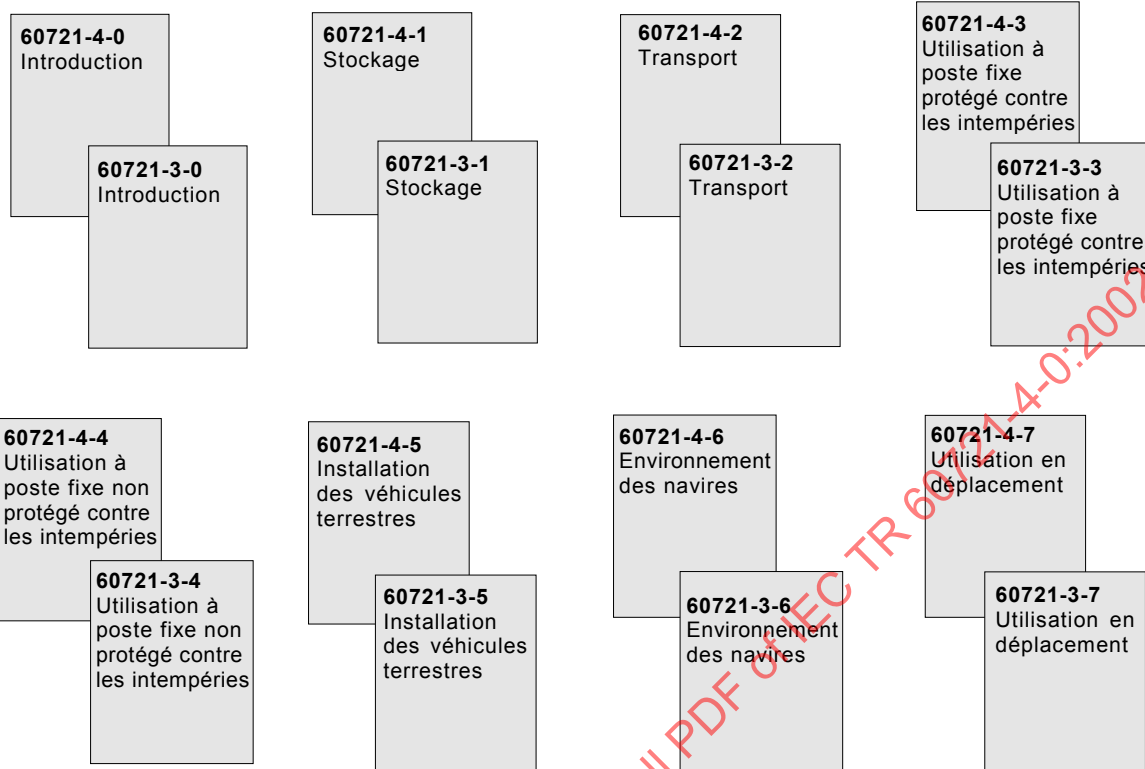 60721-4-0
Introduction
60721-3-0
Introduction
60721-4-1
Stockage
60721-3-1
Stockage
60721-4-2
Transport
60721-3-2
Transport
60721-4-3
Utilisation à
poste fixe
protégé contre
les intempéries
60721-3-3
Utilisation à
poste fixe
protégé contre
les intempéries
60721-4-4
Utilisation à
poste fixe non
protégé contre
les intempéries
60721-3-4
Utilisation à
poste fixe non
protégé contre
les intempéries
60721-4-5
Installation
des véhicules
terrestres
60721-3-5
Installation
des véhicules
terrestres
60721-4-6
Environnement
des navires
60721-3-6
Environnement
des navires
60721-4-7
Utilisation en
déplacement
60721-3-7
Utilisation en
déplacement
PDF of IEC TR 60721-4-0:2002